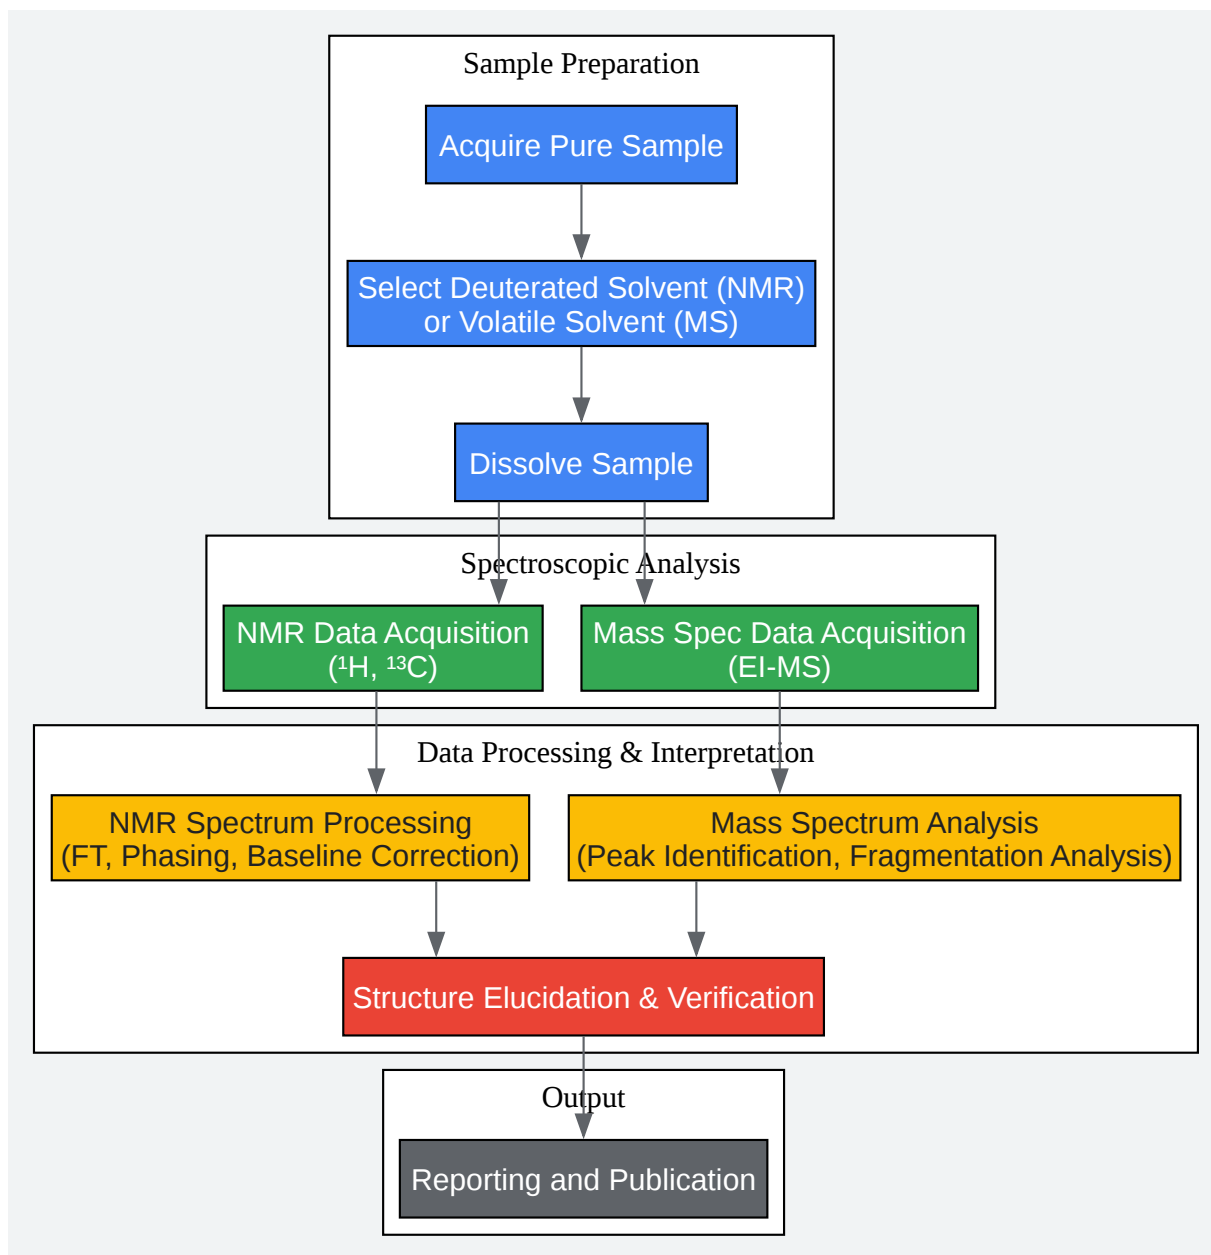 Sample Preparation
Acquire Pure Sample
Select Deuterated Solvent (NMR)
or Volatile Solvent (MS)
Dissolve Sample
Spectroscopic Analysis
NMR Data Acquisition
(¹H, ¹³C)
Mass Spec Data Acquisition
(EI-MS)
Data Processing & Interpretation
NMR Spectrum Processing
(FT, Phasing, Baseline Correction)
Mass Spectrum Analysis
(Peak Identification, Fragmentation Analysis)
Structure Elucidation & Verification
Output
Reporting and Publication